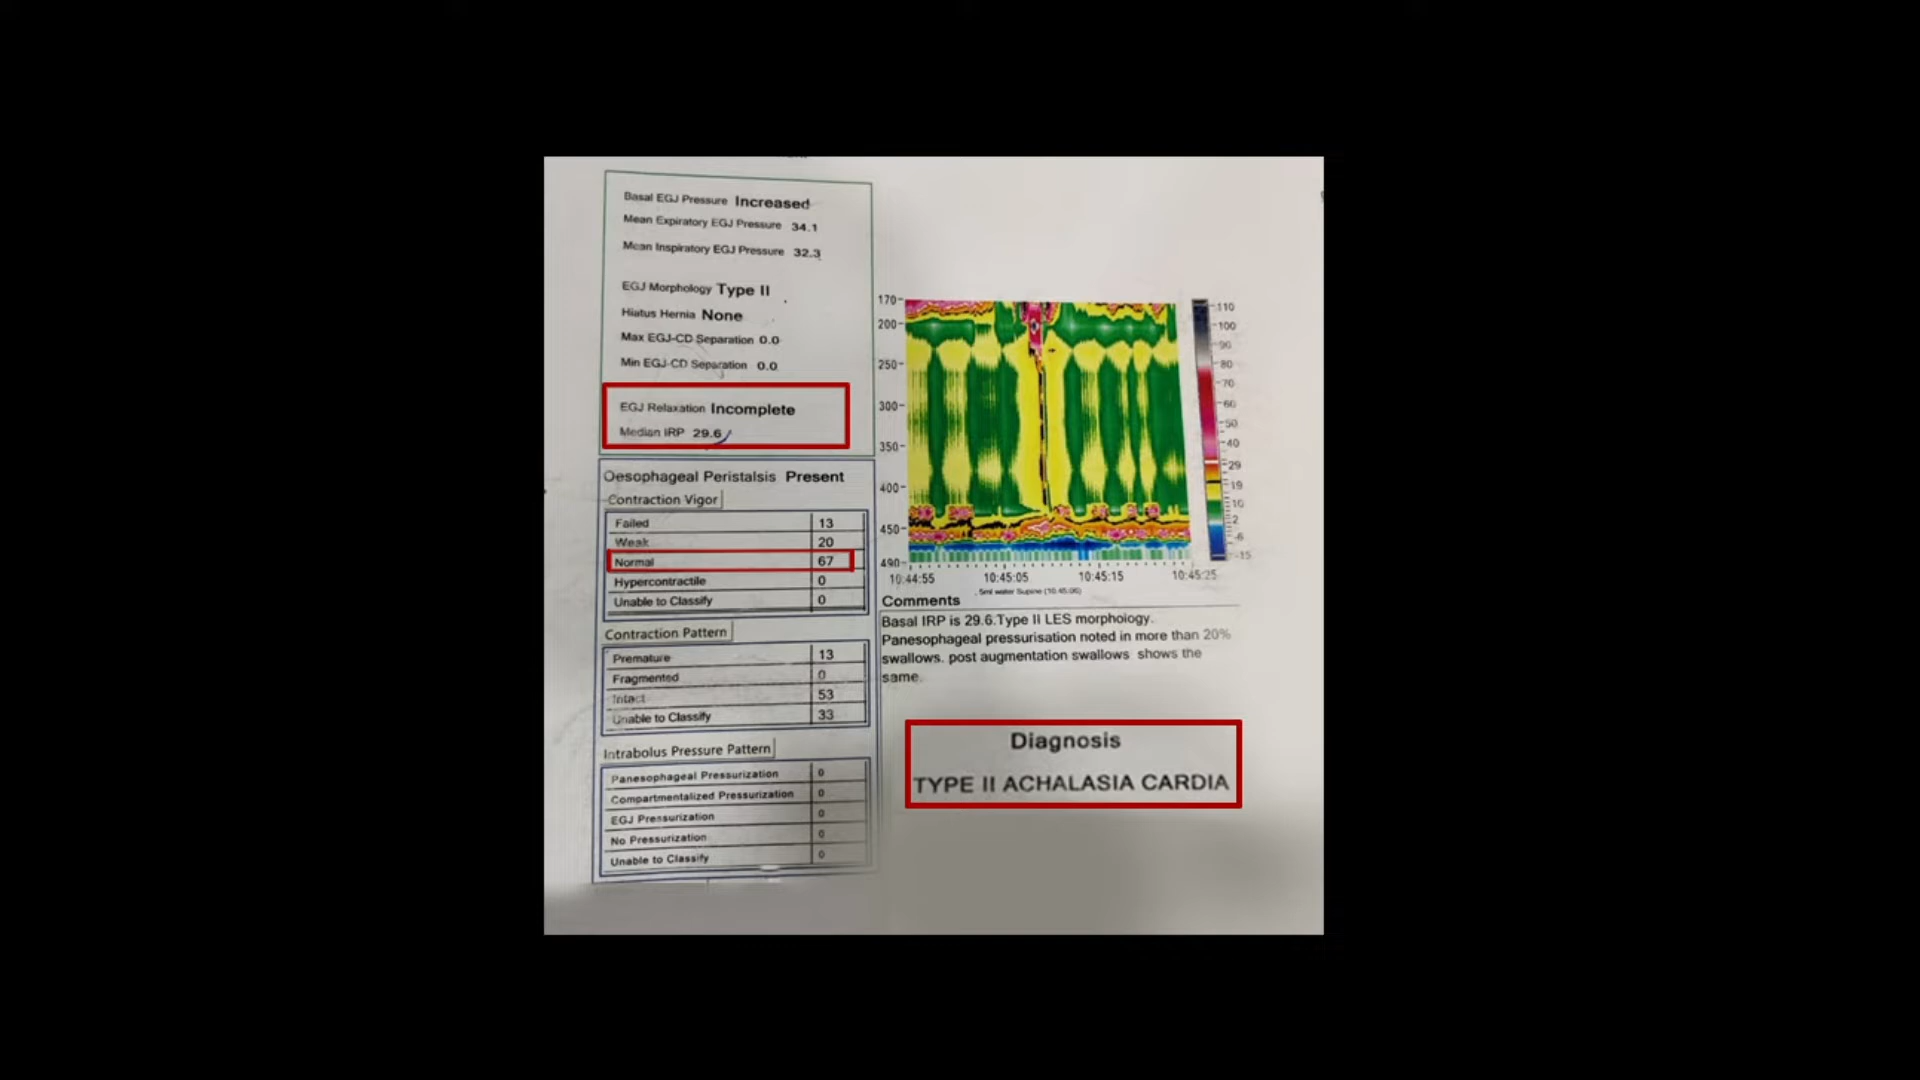 Basal EGJ Pressure Increased
Mean Expiratory EGJ Pressure 34.1
Mean Inspiratory EGJ Pressure 32.3
EGJ Morphology Type II
Hiatus Hernia None
Max EGJ-CD Separation 0.0
Min EGJ-CD Separation 0.0
EGJ Relaxation Incomplete
Median IRP 29.6
Oesophageal Peristalsis Present
Contraction Vigor
Failed 13
Weak 20
Normal 67
Hypercontractile 0
Unable to Classify 0
Contraction Pattern
Premature 13
Fragmented 0
Intact 53
Unable to Classify 33
Intrabolus Pressure Pattern
Panesophageal Pressurization 0
Compartmentalized Pressurization 0
EGJ Pressurization 0
No Pressurization 0
Unable to Classify 0
170
200
250
300
350
400
450
490
10:44:55 10:45:05 10:45:15 10:45:25
5ml water Supine (10:45:06)
110
100
90
80
70
60
50
40
29
19
10
2
-6
-15
Comments
Basal IRP is 29.6.Type II LES morphology.
Panesophageal pressurisation noted in more than 20%
swallows. post augmentation swallows shows the
same.
Diagnosis
TYPE II ACHALASIA CARDIA